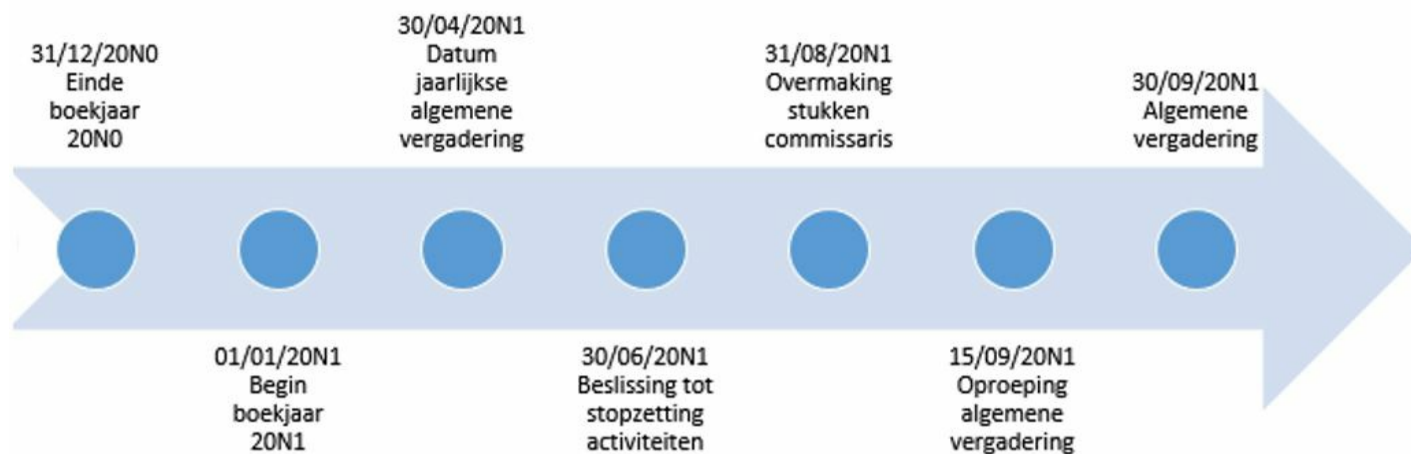 31/12/20N0
Einde
boekjaar
20N0
01/01/20N1
Begin
boekjaar
20N1
30/04/20N1
Datum
jaarlijkse
algemene
vergadering
30/06/20N1
Beslissing tot
stopzetting
activiteiten
31/08/20N1
Overmaking
stukken
commissaris
15/09/20N1
Oproeping
algemene
vergadering
30/09/20N1
Algemene
vergadering